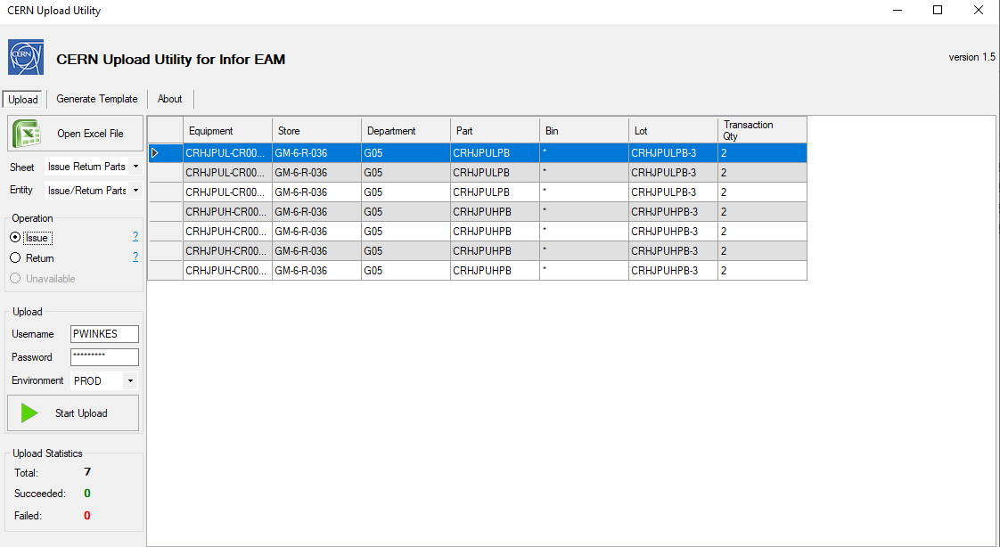 CERN Upload Utility
CERN
CERN Upload Utility for Infor EAM
version 1.5
Upload Generate Template About
Open Excel File
Sheet Issue Return Parts
Entity Issue/Return Parts
Operation
Issue ?
Return ?
Unavailable
Upload
Username PWINKES
Password *********
Environment PROD
Start Upload
Upload Statistics
Total: 7
Succeeded: 0
Failed: 0
Equipment Store Department Part Bin Lot Transaction
Qty
CRHJPUL-CR00... GM-6-R-036 G05 CRHJPULPB * CRHJPULPB-3 2
CRHJPUL-CR00... GM-6-R-036 G05 CRHJPULPB * CRHJPULPB-3 2
CRHJPUL-CR00... GM-6-R-036 G05 CRHJPULPB * CRHJPULPB-3 2
CRHJPUH-CR00... GM-6-R-036 G05 CRHJPUHPB * CRHJPUHPB-3 2
CRHJPUH-CR00... GM-6-R-036 G05 CRHJPUHPB * CRHJPUHPB-3 2
CRHJPUH-CR00... GM-6-R-036 G05 CRHJPUHPB * CRHJPUHPB-3 2
CRHJPUH-CR00... GM-6-R-036 G05 CRHJPUHPB * CRHJPUHPB-3 2